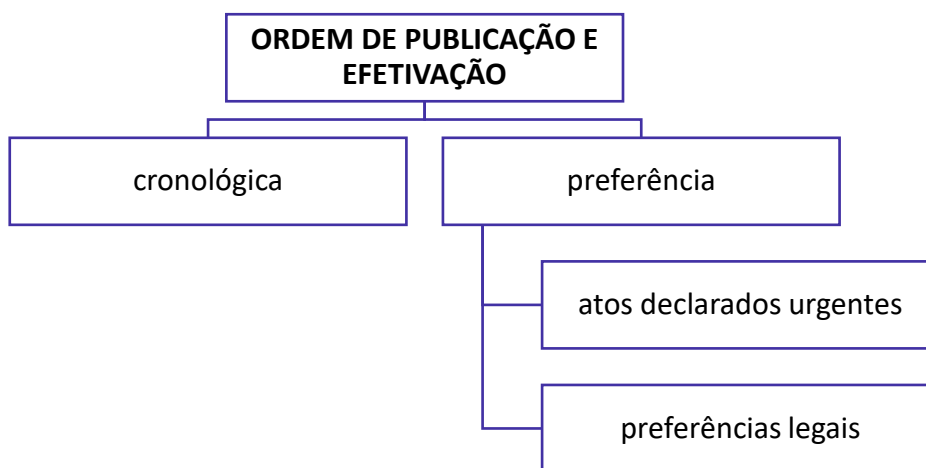 ORDEM DE PUBLICAÇÃO E
EFETIVAÇÃO
cronológica
preferência
atos declarados urgentes
preferências legais